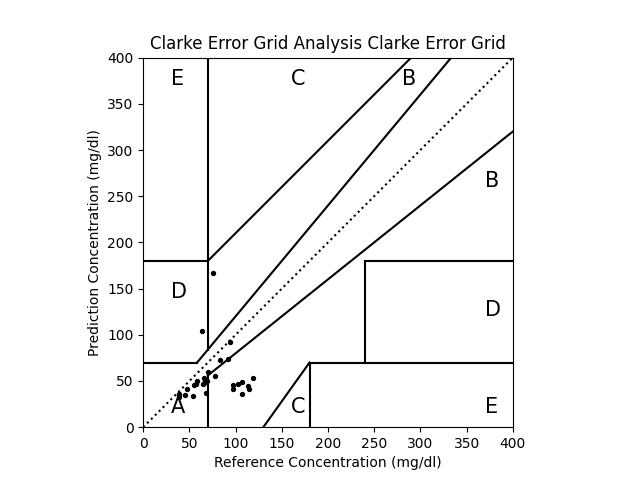 Clarke Error Grid Analysis Clarke Error Grid
400
E
C
B
350
300
B
250
200
Prediction Concentration (mg/dl)
150
D
D
100
50
A
C
E
0
0 50 100 150 200 250 300 350 400
Reference Concentration (mg/dl)